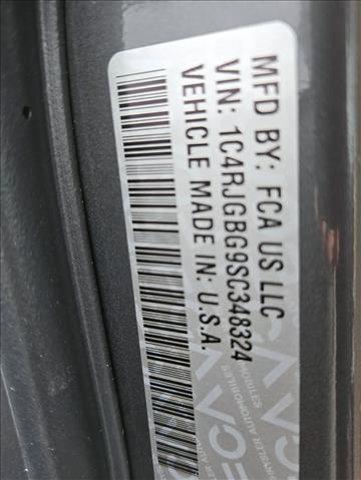 MFD BY: FCA US LLC
VIN: 1C4RJGBG9SC348324
VEHICLE MADE IN: U.S.A.